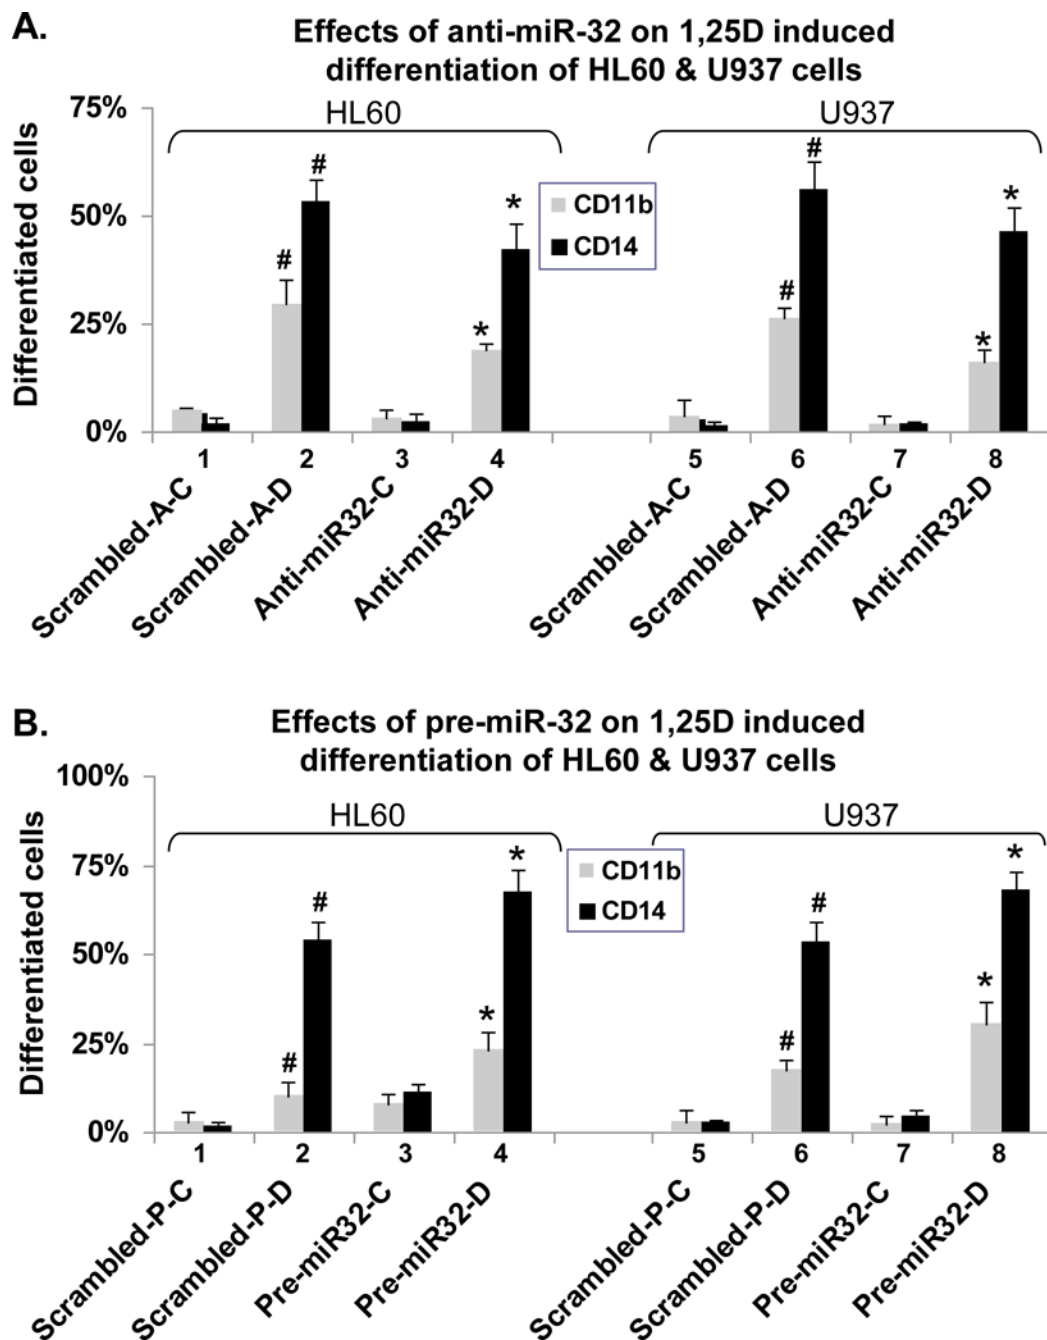 A.
Effects of anti-miR-32 on 1,25D induced
differentiation of HL60 & U937 cells
Differentiated cells
75%
50%
25%
0%
HL60
U937
# # * *
# # * *
CD11b
CD14
1 2 3 4 5 6 7 8
Scrambled-A-C
Scrambled-A-D
Anti-miR32-C
Anti-miR32-D
Scrambled-A-C
Scrambled-A-D
Anti-miR32-C
Anti-miR32-D
B.
Effects of pre-miR-32 on 1,25D induced
differentiation of HL60 & U937 cells
Differentiated cells
100%
75%
50%
25%
0%
HL60
U937
# # * *
# # * *
CD11b
CD14
1 2 3 4 5 6 7 8
Scrambled-P-C
Scrambled-P-D
Pre-miR32-C
Pre-miR32-D
Scrambled-P-C
Scrambled-P-D
Pre-miR32-C
Pre-miR32-D